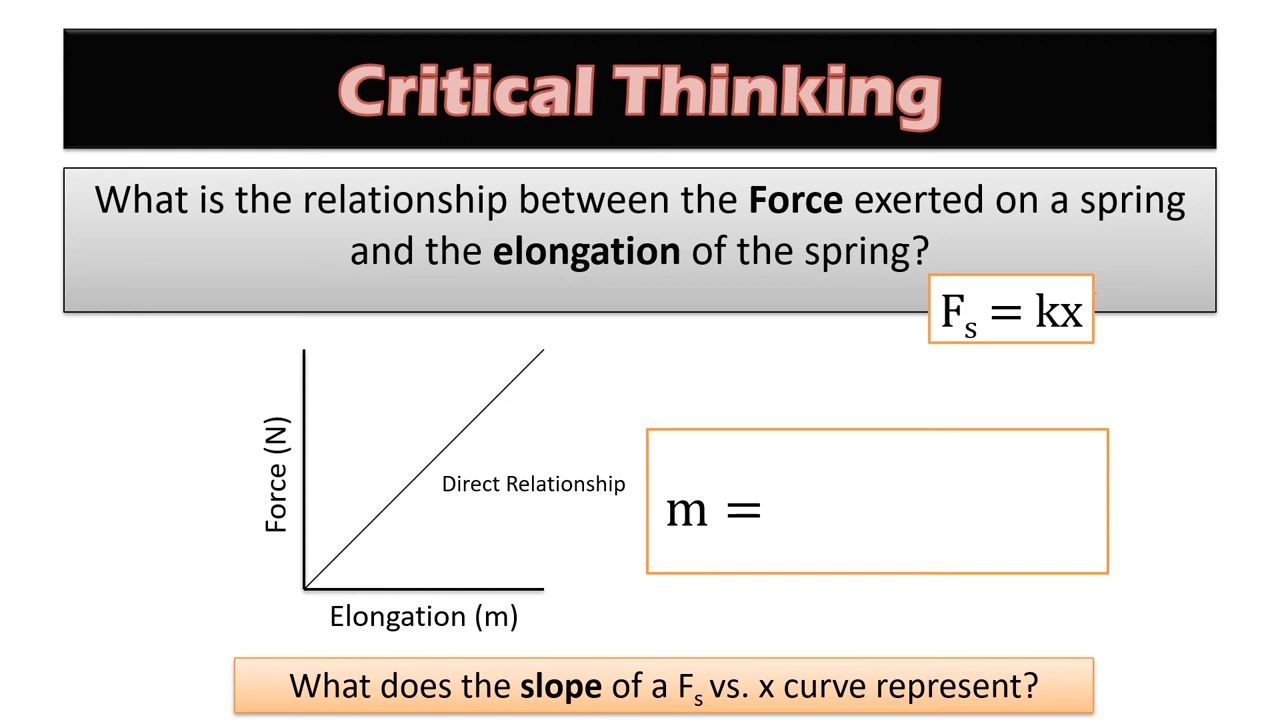 Critical Thinking
What is the relationship between the Force exerted on a spring
and the elongation of the spring?
Fₛ = kx
Force (N)
Direct Relationship
m =
Elongation (m)
What does the slope of a Fₛ vs. x curve represent?